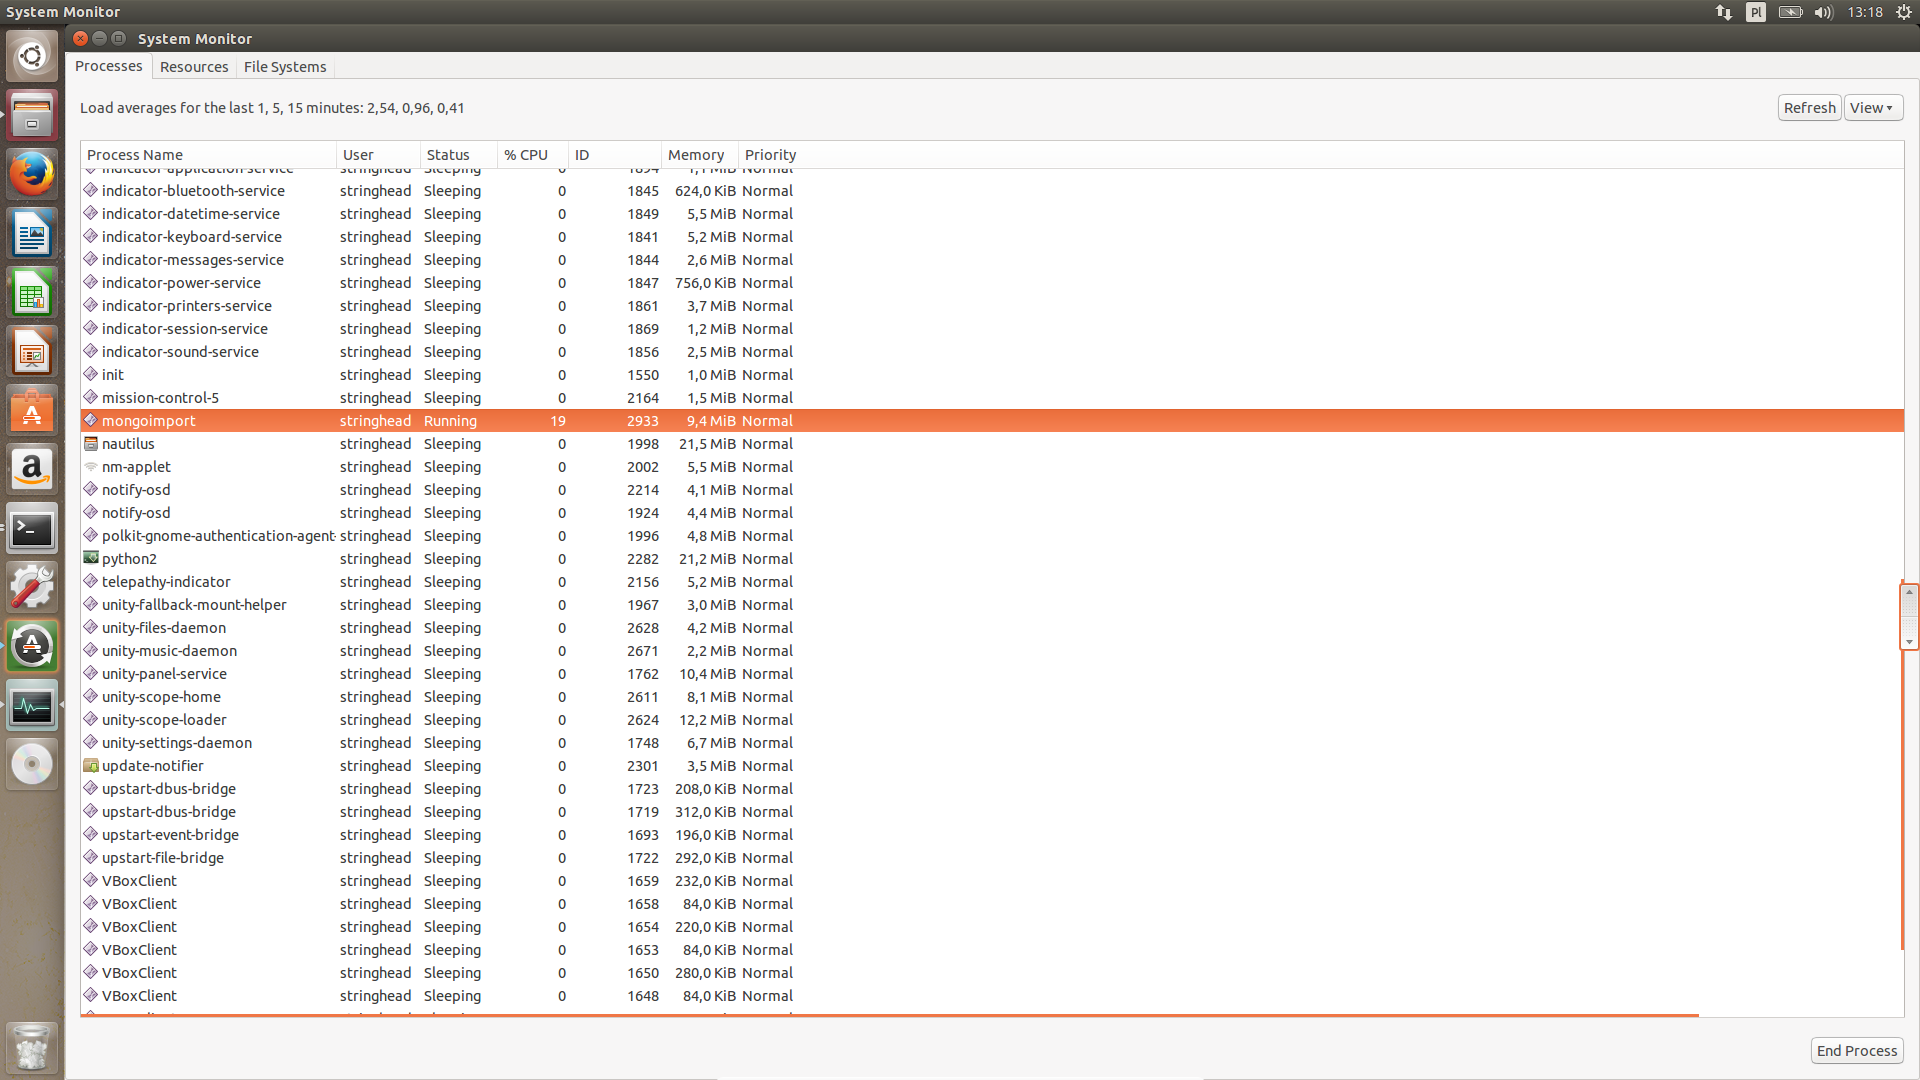 System Monitor
Pl
13:18
System Monitor
Processes Resources File Systems
Load averages for the last 1, 5, 15 minutes: 2,54, 0,96, 0,41
Refresh View
Process Name User Status % CPU ID Memory Priority
indicator-application-service stringhead Sleeping 0 1894 1,1 MiB Normal
indicator-bluetooth-service stringhead Sleeping 0 1845 624,0 KiB Normal
indicator-datetime-service stringhead Sleeping 0 1849 5,5 MiB Normal
indicator-keyboard-service stringhead Sleeping 0 1841 5,2 MiB Normal
indicator-messages-service stringhead Sleeping 0 1844 2,6 MiB Normal
indicator-power-service stringhead Sleeping 0 1847 756,0 KiB Normal
indicator-printers-service stringhead Sleeping 0 1861 3,7 MiB Normal
indicator-session-service stringhead Sleeping 0 1869 1,2 MiB Normal
indicator-sound-service stringhead Sleeping 0 1856 2,5 MiB Normal
init stringhead Sleeping 0 1550 1,0 MiB Normal
mission-control-5 stringhead Sleeping 0 2164 1,5 MiB Normal
mongoimport stringhead Running 19 2933 9,4 MiB Normal
nautilus stringhead Sleeping 0 1998 21,5 MiB Normal
nm-applet stringhead Sleeping 0 2002 5,5 MiB Normal
notify-osd stringhead Sleeping 0 2214 4,1 MiB Normal
notify-osd stringhead Sleeping 0 1924 4,4 MiB Normal
polkit-gnome-authentication-agent- stringhead Sleeping 0 1996 4,8 MiB Normal
python2 stringhead Sleeping 0 2282 21,2 MiB Normal
telepathy-indicator stringhead Sleeping 0 2156 5,2 MiB Normal
unity-fallback-mount-helper stringhead Sleeping 0 1967 3,0 MiB Normal
unity-files-daemon stringhead Sleeping 0 2628 4,2 MiB Normal
unity-music-daemon stringhead Sleeping 0 2671 2,2 MiB Normal
unity-panel-service stringhead Sleeping 0 1762 10,4 MiB Normal
unity-scope-home stringhead Sleeping 0 2611 8,1 MiB Normal
unity-scope-loader stringhead Sleeping 0 2624 12,2 MiB Normal
unity-settings-daemon stringhead Sleeping 0 1748 6,7 MiB Normal
update-notifier stringhead Sleeping 0 2301 3,5 MiB Normal
upstart-dbus-bridge stringhead Sleeping 0 1723 208,0 KiB Normal
upstart-dbus-bridge stringhead Sleeping 0 1719 312,0 KiB Normal
upstart-event-bridge stringhead Sleeping 0 1693 196,0 KiB Normal
upstart-file-bridge stringhead Sleeping 0 1722 292,0 KiB Normal
VBoxClient stringhead Sleeping 0 1659 232,0 KiB Normal
VBoxClient stringhead Sleeping 0 1658 84,0 KiB Normal
VBoxClient stringhead Sleeping 0 1654 220,0 KiB Normal
VBoxClient stringhead Sleeping 0 1653 84,0 KiB Normal
VBoxClient stringhead Sleeping 0 1650 280,0 KiB Normal
VBoxClient stringhead Sleeping 0 1648 84,0 KiB Normal
End Process